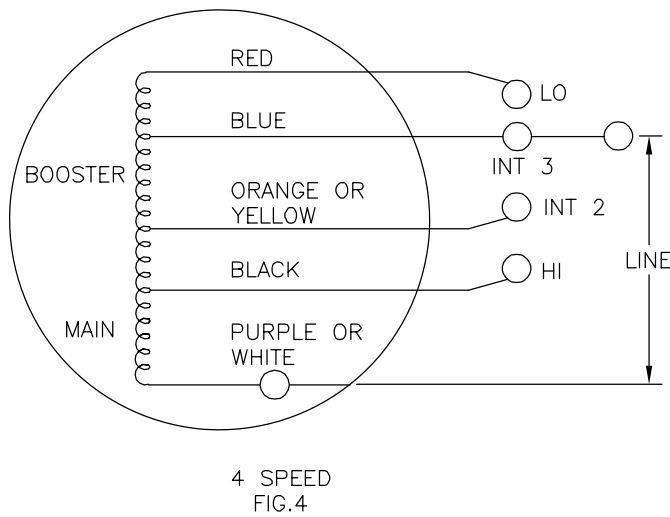 RED
LO
BLUE
INT 3
BOOSTER
ORANGE OR
YELLOW
INT 2
BLACK
HI
LINE
MAIN
PURPLE OR
WHITE
4 SPEED
FIG.4